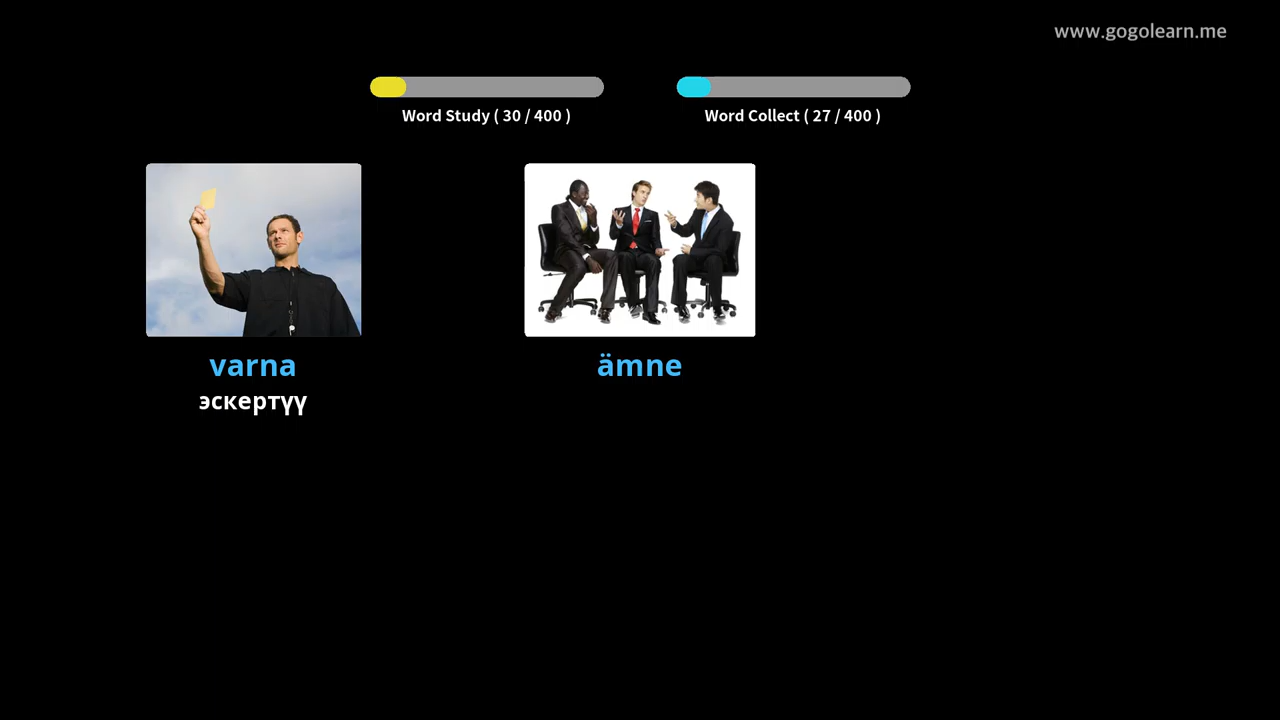 www.gogolearn.me
Word Study ( 30 / 400 )
Word Collect ( 27 / 400 )
varna
ämne
эскертүү